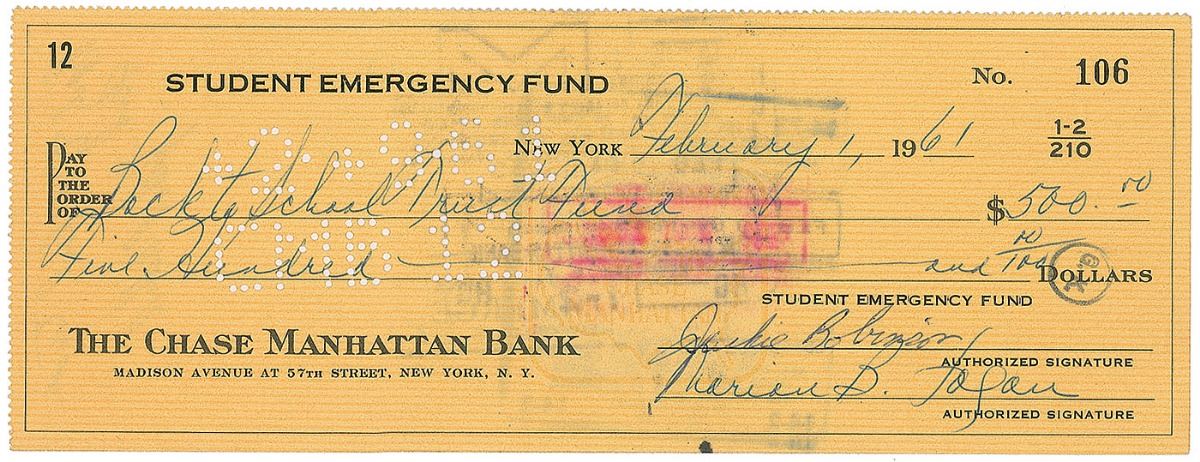 12
STUDENT EMERGENCY FUND No. 106
NEW YORK February 1, 1961 1-2/210
PAY TO THE ORDER OF School Trust Fund $ 500.00
Five Hundred and 00/100 DOLLARS
STUDENT EMERGENCY FUND
THE CHASE MANHATTAN BANK Jackie Robinson
AUTHORIZED SIGNATURE
MADISON AVENUE AT 57TH STREET, NEW YORK, N. Y. Marian B. Logan
AUTHORIZED SIGNATURE